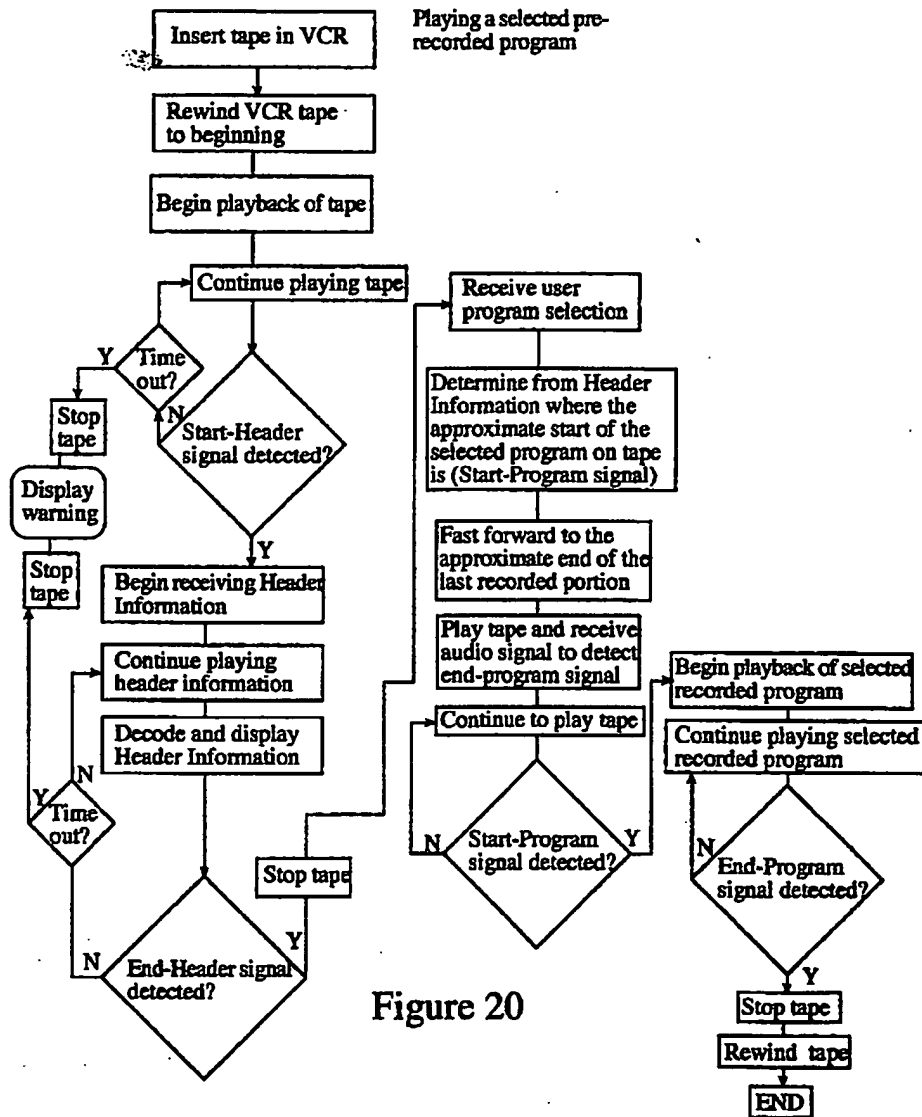 Playing a selected pre-
recorded program
Insert tape in VCR
Rewind VCR tape
to beginning
Begin playback of tape
Continue playing tape
Time
out?
Y
N
Stop
tape
Start-Header
signal detected?
Display
warning
Y
Stop
tape
Begin receiving Header
Information
Continue playing
header information
Decode and display
Header Information
N
Y
Time
out?
Stop tape
N
Y
End-Header signal
detected?
Receive user
program selection
Determine from Header
Information where the
approximate start of the
selected program on tape
is (Start-Program signal)
Fast forward to the
approximate end of the
last recorded portion
Play tape and receive
audio signal to detect
end-program signal
Continue to play tape
N
Start-Program
signal detected?
Y
Begin playback of selected
recorded program
Continue playing selected
recorded program
N
End-Program
signal detected?
Y
Stop tape
Rewind tape
END
Figure 20